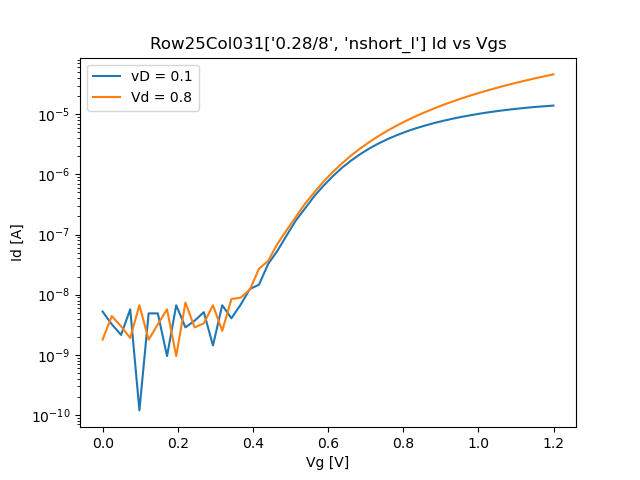 Row25Col031['0.28/8', 'nshort_l'] Id vs Vgs
vD = 0.1
Vd = 0.8
Id [A]
10⁻⁵
10⁻⁶
10⁻⁷
10⁻⁸
10⁻⁹
10⁻¹⁰
0.0 0.2 0.4 0.6 0.8 1.0 1.2
Vg [V]